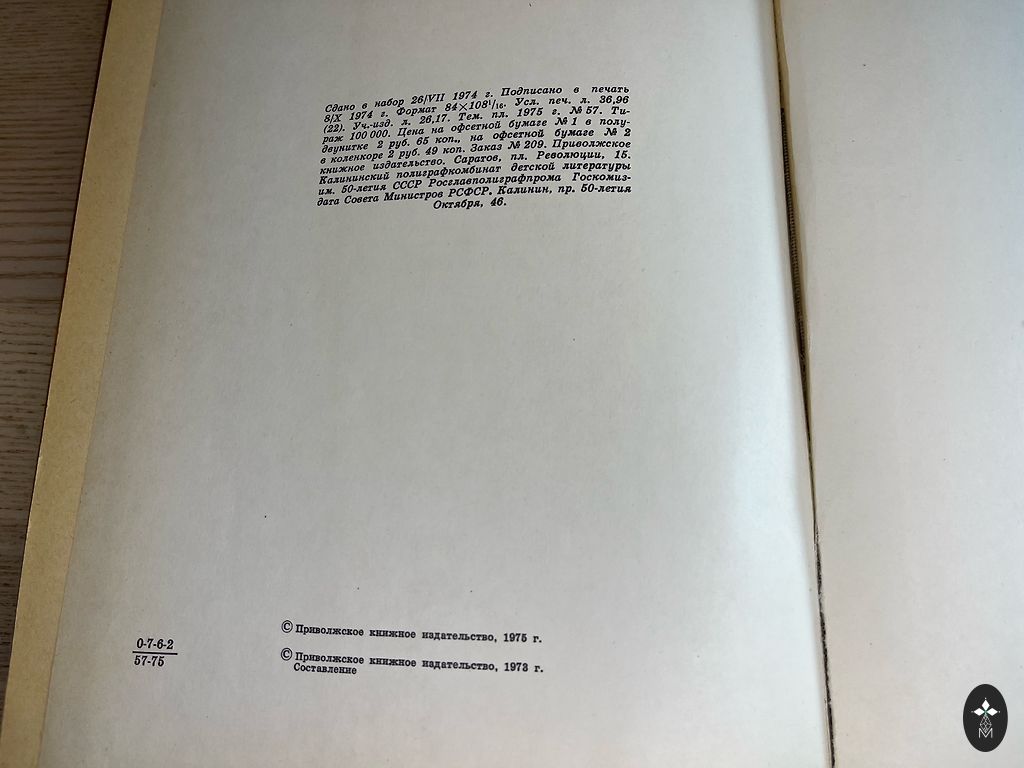 Сдано в набор 26/VII 1974 г. Подписано в печать
8/X 1974 г. Формат 84×108¹/₁₆. Усл. печ. л. 36,96
(22). Уч.-изд. л. 26,17. Тем. пл. 1975 г. № 57. Ти-
раж 100 000. Цена на офсетной бумаге № 1 в полу-
двунитке 2 руб. 65 коп., на офсетной бумаге № 2
в коленкоре 2 руб. 49 коп. Заказ № 209. Приволжское
книжное издательство. Саратов, пл. Революции, 15.
Калининский полиграфкомбинат детской литературы
им. 50-летия СССР Росглавполиграфпрома Госкомиз-
дата Совета Министров РСФСР. Калинин, пр. 50-летия
Октября, 46.
0-7-6-2
57-75
© Приволжское книжное издательство, 1975 г.
© Приволжское книжное издательство, 1973 г.
Составление
M